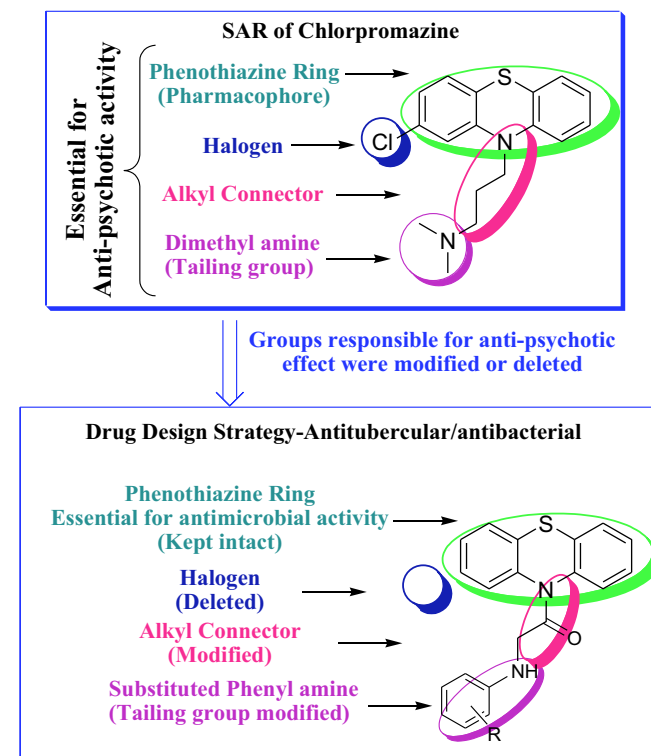 SAR of Chlorpromazine
Essential for
Anti-psychotic activity
Phenothiazine Ring
(Pharmacophore)
Halogen
Alkyl Connector
Dimethyl amine
(Tailing group)
S
N
Cl
N
Groups responsible for anti-psychotic
effect were modified or deleted
Drug Design Strategy-Antitubercular/antibacterial
Phenothiazine Ring
Essential for antimicrobial activity
(Kept intact)
Halogen
(Deleted)
Alkyl Connector
(Modified)
Substituted Phenyl amine
(Tailing group modified)
S
N
O
NH
R